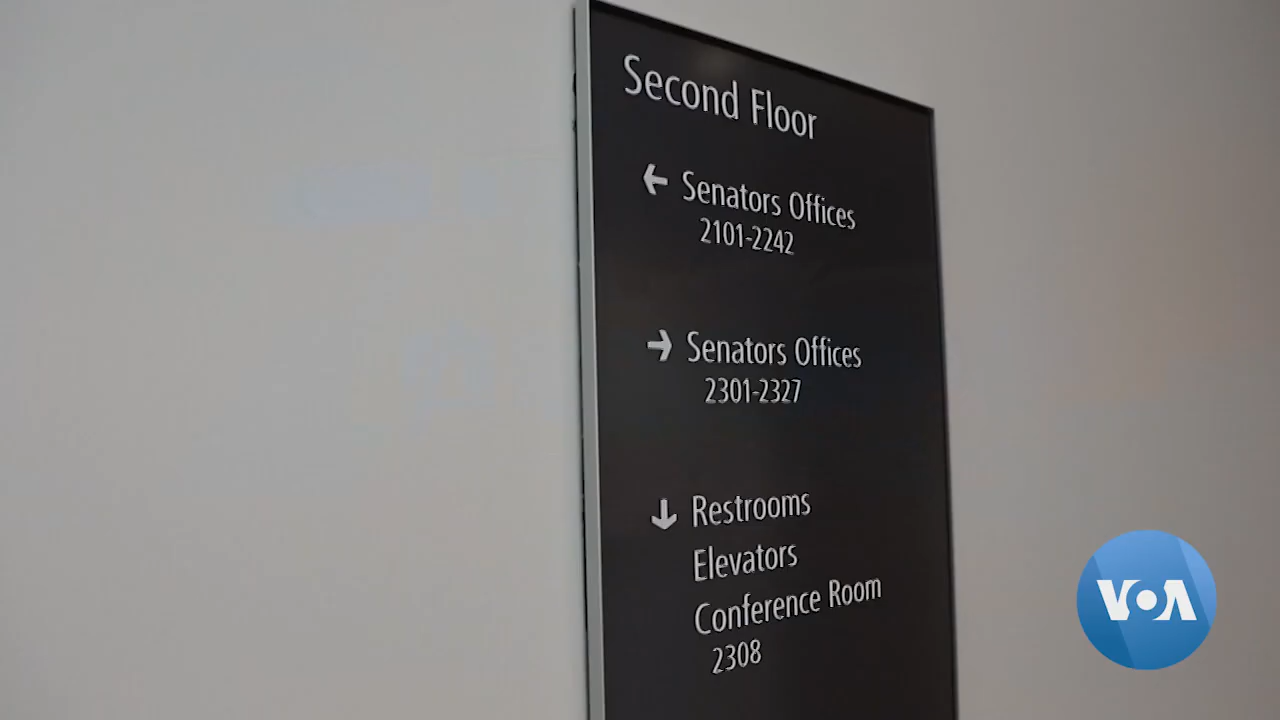 Second Floor
← Senators Offices
2101-2242
→ Senators Offices
2301-2327
↓ Restrooms
Elevators
Conference Room
2308
VOA